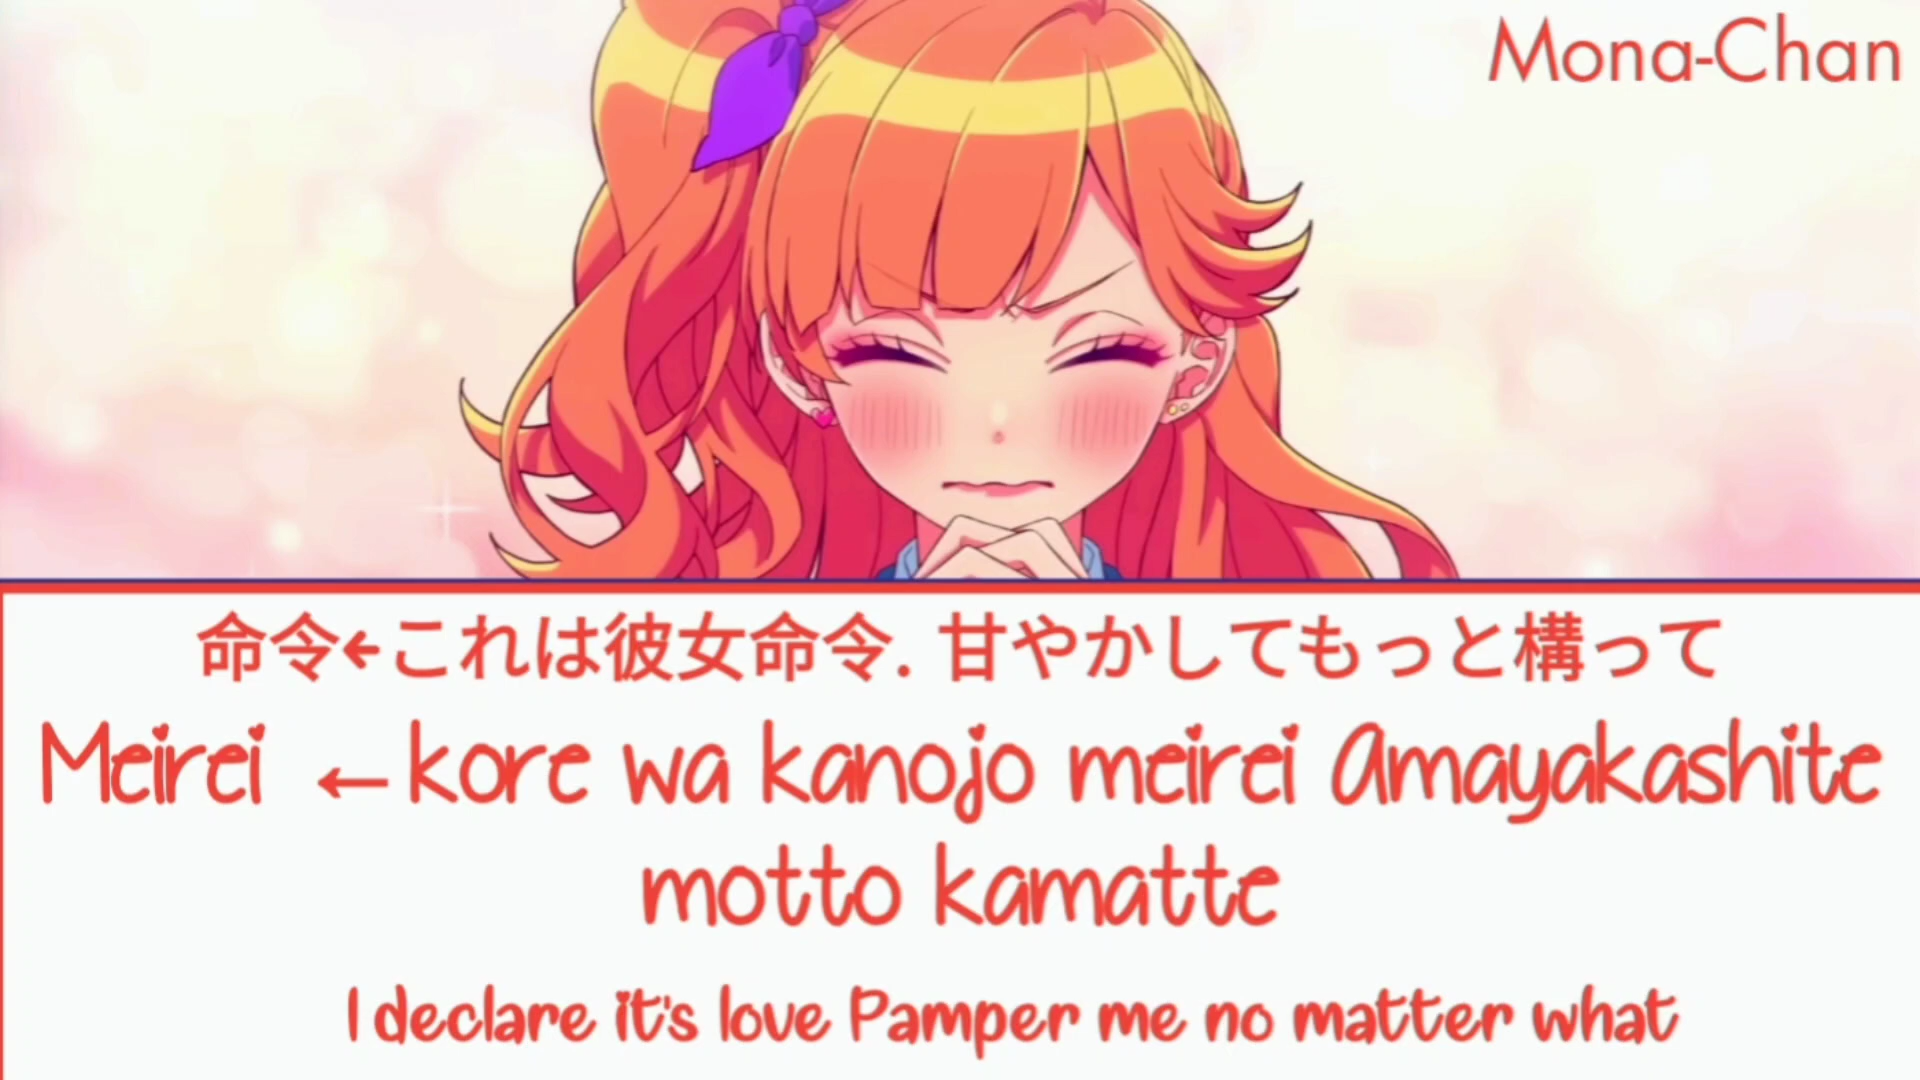 Mona-Chan
命令←これは彼女命令. 甘やかしてもっと構って
Meirei ←kore wa kanojo meirei Amayakashite
motto kamatte
I declare it's love Pamper me no matter what